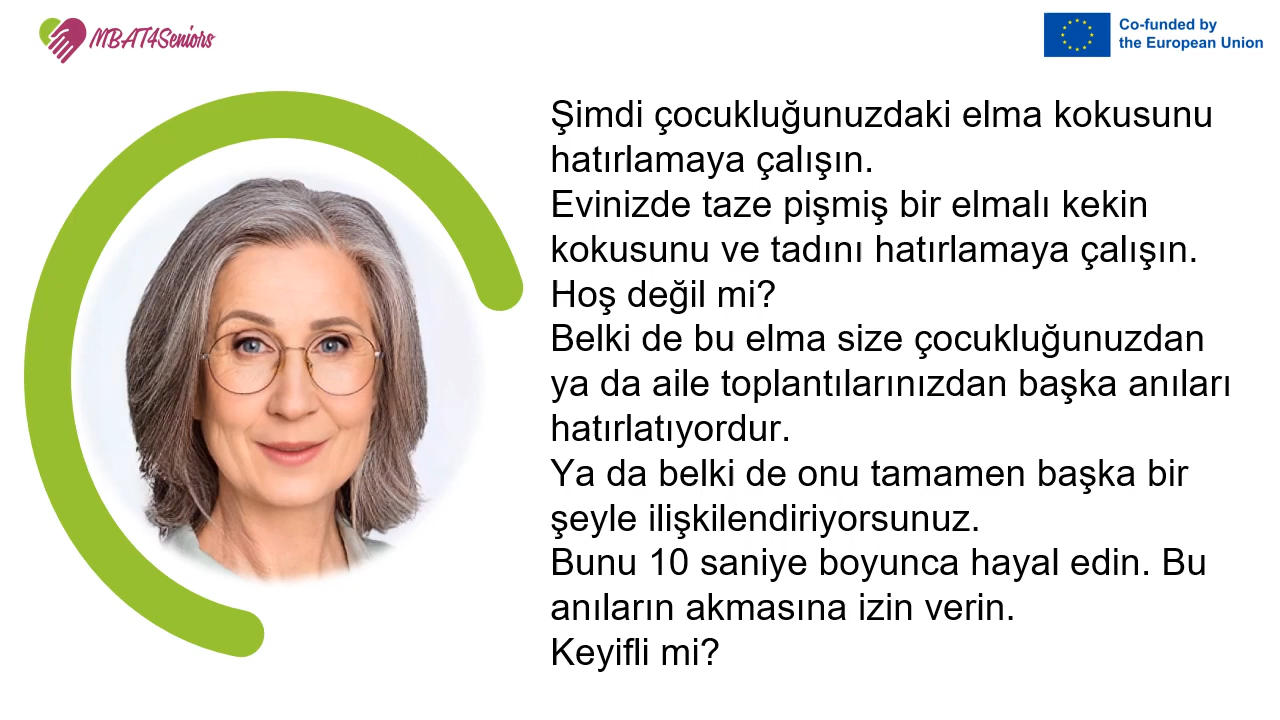 MBAT4Seniors
Co-funded by
the European Union
Şimdi çocukluğunuzdaki elma kokusunu
hatırlamaya çalışın.
Evinizde taze pişmiş bir elmalı kekin
kokusunu ve tadını hatırlamaya çalışın.
Hoş değil mi?
Belki de bu elma size çocukluğunuzdan
ya da aile toplantılarınızdan başka anıları
hatırlatıyordur.
Ya da belki de onu tamamen başka bir
şeyle ilişkilendiriyorsunuz.
Bunu 10 saniye boyunca hayal edin. Bu
anıların akmasına izin verin.
Keyifli mi?